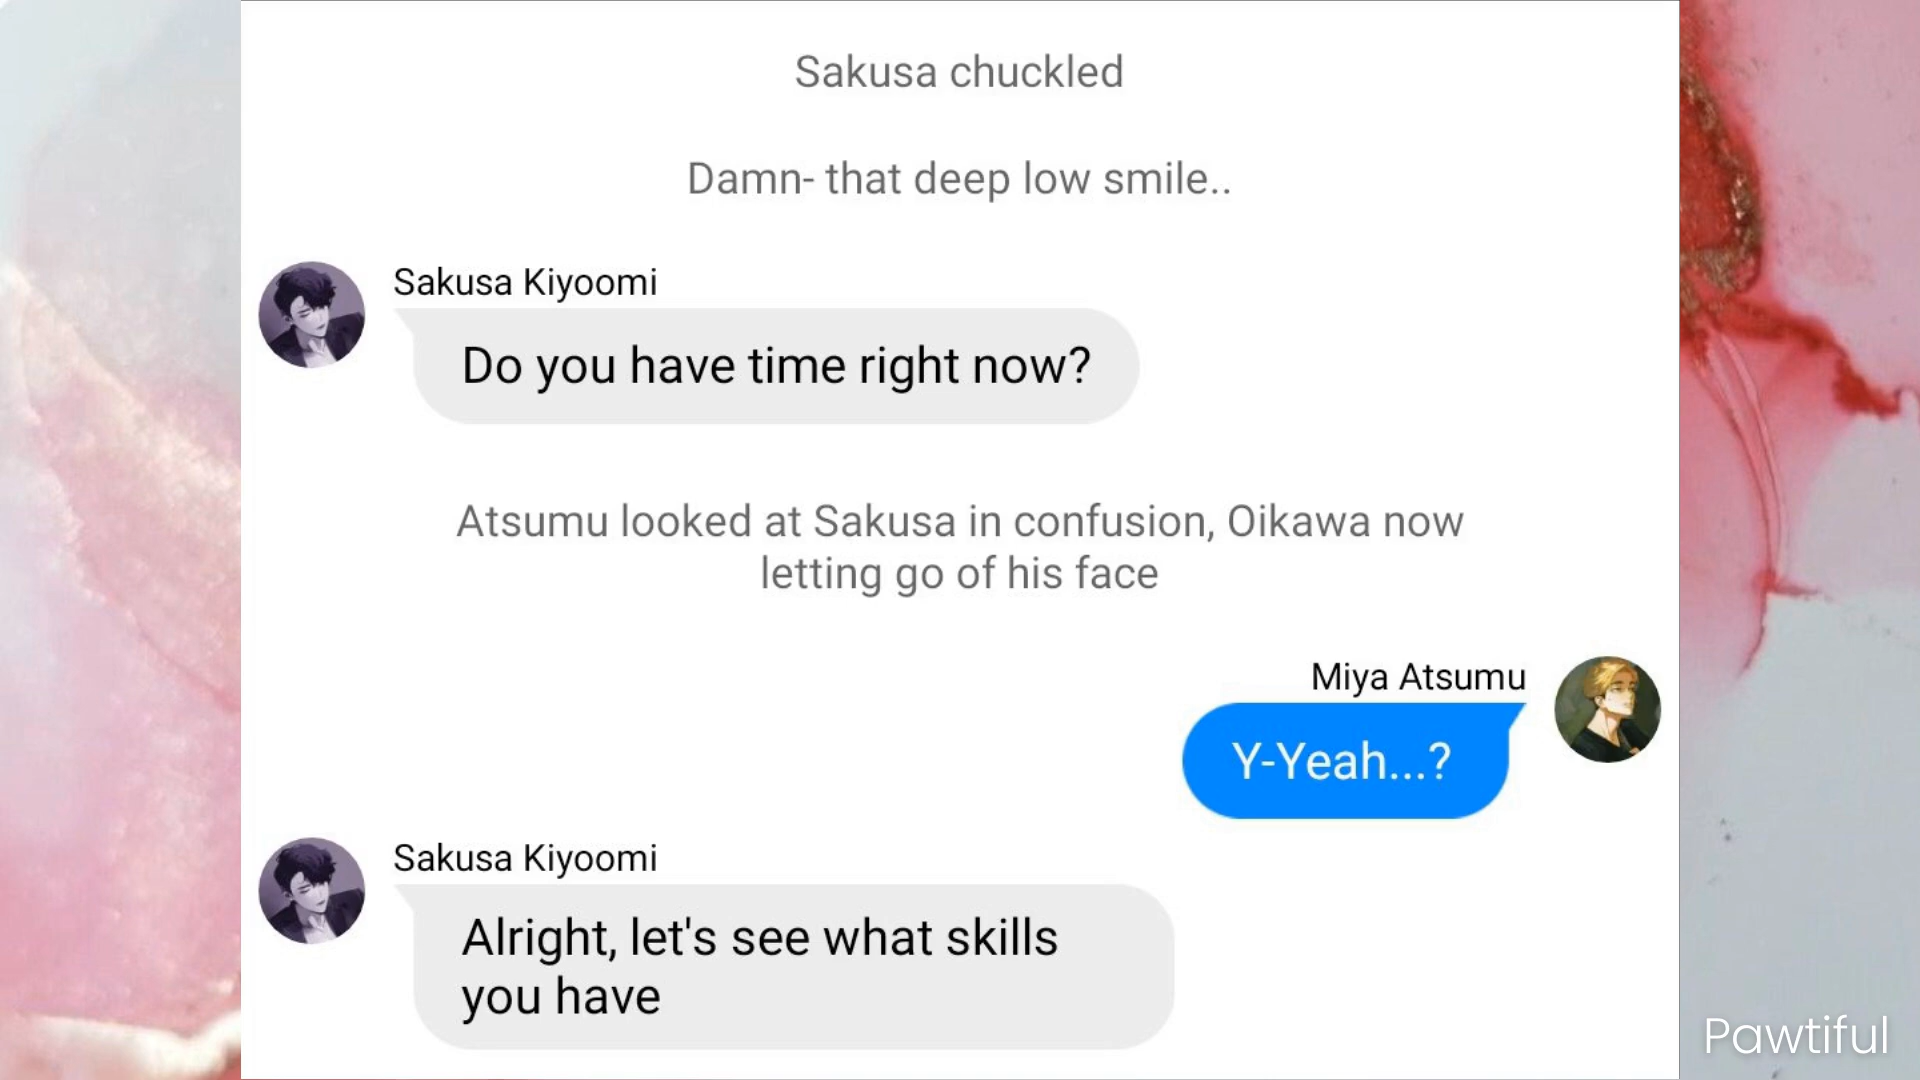 Sakusa chuckled
Damn- that deep low smile..
Sakusa Kiyoomi
Do you have time right now?
Atsumu looked at Sakusa in confusion, Oikawa now
letting go of his face
Miya Atsumu
Y-Yeah...?
Sakusa Kiyoomi
Alright, let's see what skills
you have
Pawtiful